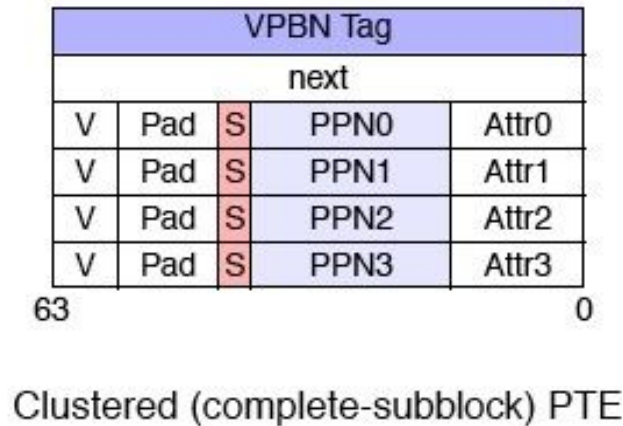 VPBN Tag
next
V Pad S PPN0 Attr0
V Pad S PPN1 Attr1
V Pad S PPN2 Attr2
V Pad S PPN3 Attr3
63 0
Clustered (complete-subblock) PTE